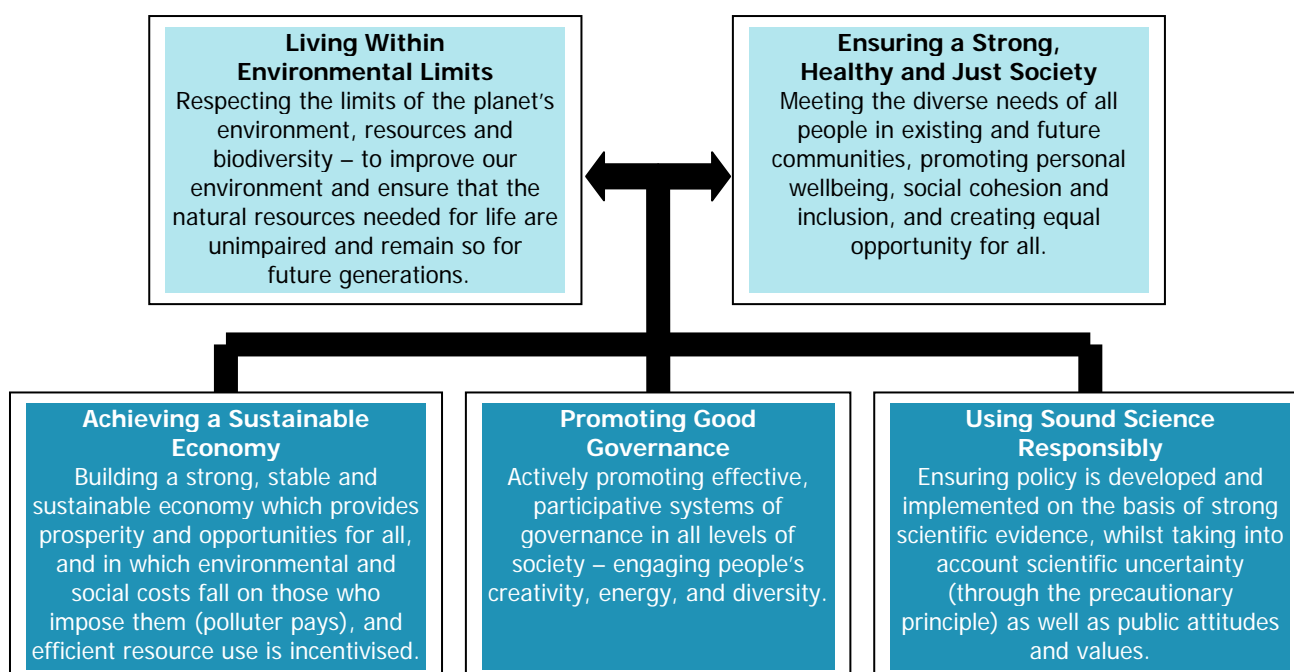 Living Within
Environmental Limits
Respecting the limits of the planet's
environment, resources and
biodiversity – to improve our
environment and ensure that the
natural resources needed for life are
unimpaired and remain so for
future generations.
Ensuring a Strong,
Healthy and Just Society
Meeting the diverse needs of all
people in existing and future
communities, promoting personal
wellbeing, social cohesion and
inclusion, and creating equal
opportunity for all.
Achieving a Sustainable
Economy
Building a strong, stable and
sustainable economy which provides
prosperity and opportunities for all,
and in which environmental and
social costs fall on those who
impose them (polluter pays), and
efficient resource use is incentivised.
Promoting Good
Governance
Actively promoting effective,
participative systems of
governance in all levels of
society – engaging people's
creativity, energy, and diversity.
Using Sound Science
Responsibly
Ensuring policy is developed and
implemented on the basis of strong
scientific evidence, whilst taking into
account scientific uncertainty
(through the precautionary
principle) as well as public attitudes
and values.